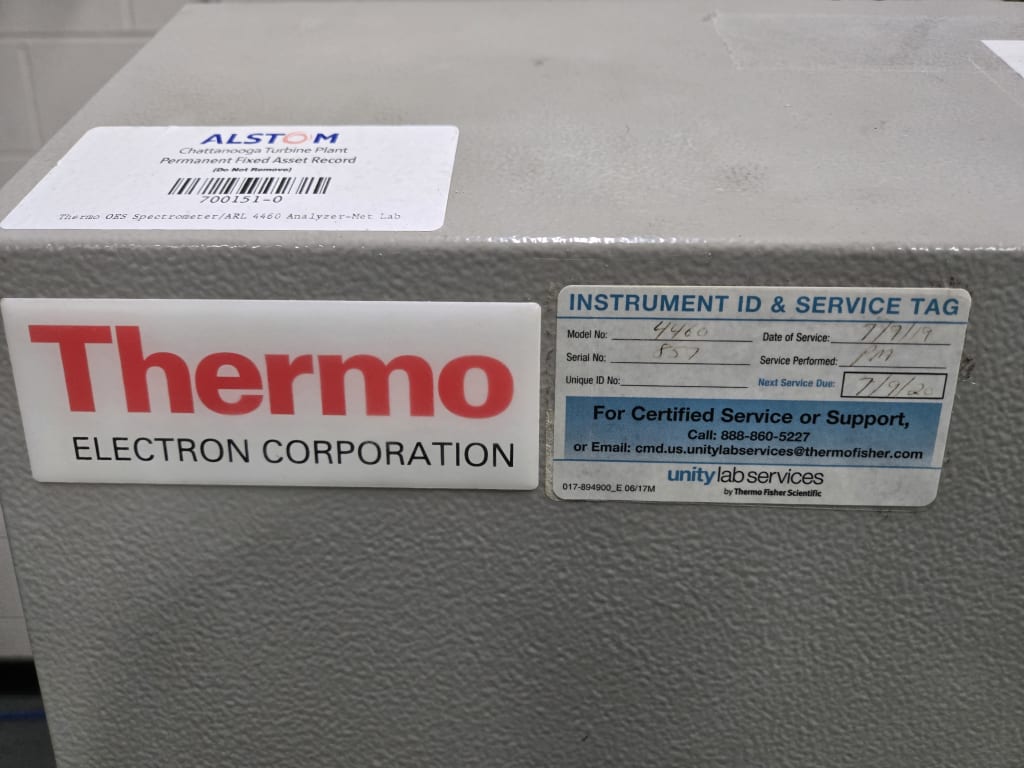 ALSTOM
Chattanooga Turbine Plant
Permanent Fixed Asset Record
(Do Not Remove)
700151-0
Thermo OES Spectrometer/ARL 4460 Analyzer-Met Lab
Thermo
ELECTRON CORPORATION
INSTRUMENT ID & SERVICE TAG
Model No: 4460 Date of Service: 7/9/19
Serial No: 857 Service Performed: PM
Unique ID No: Next Service Due: 7/9/20
For Certified Service or Support,
Call: 888-860-5227
or Email: cmd.us.unitylabservices@thermofisher.com
unity lab services
017-894900_E 06/17M by Thermo Fisher Scientific